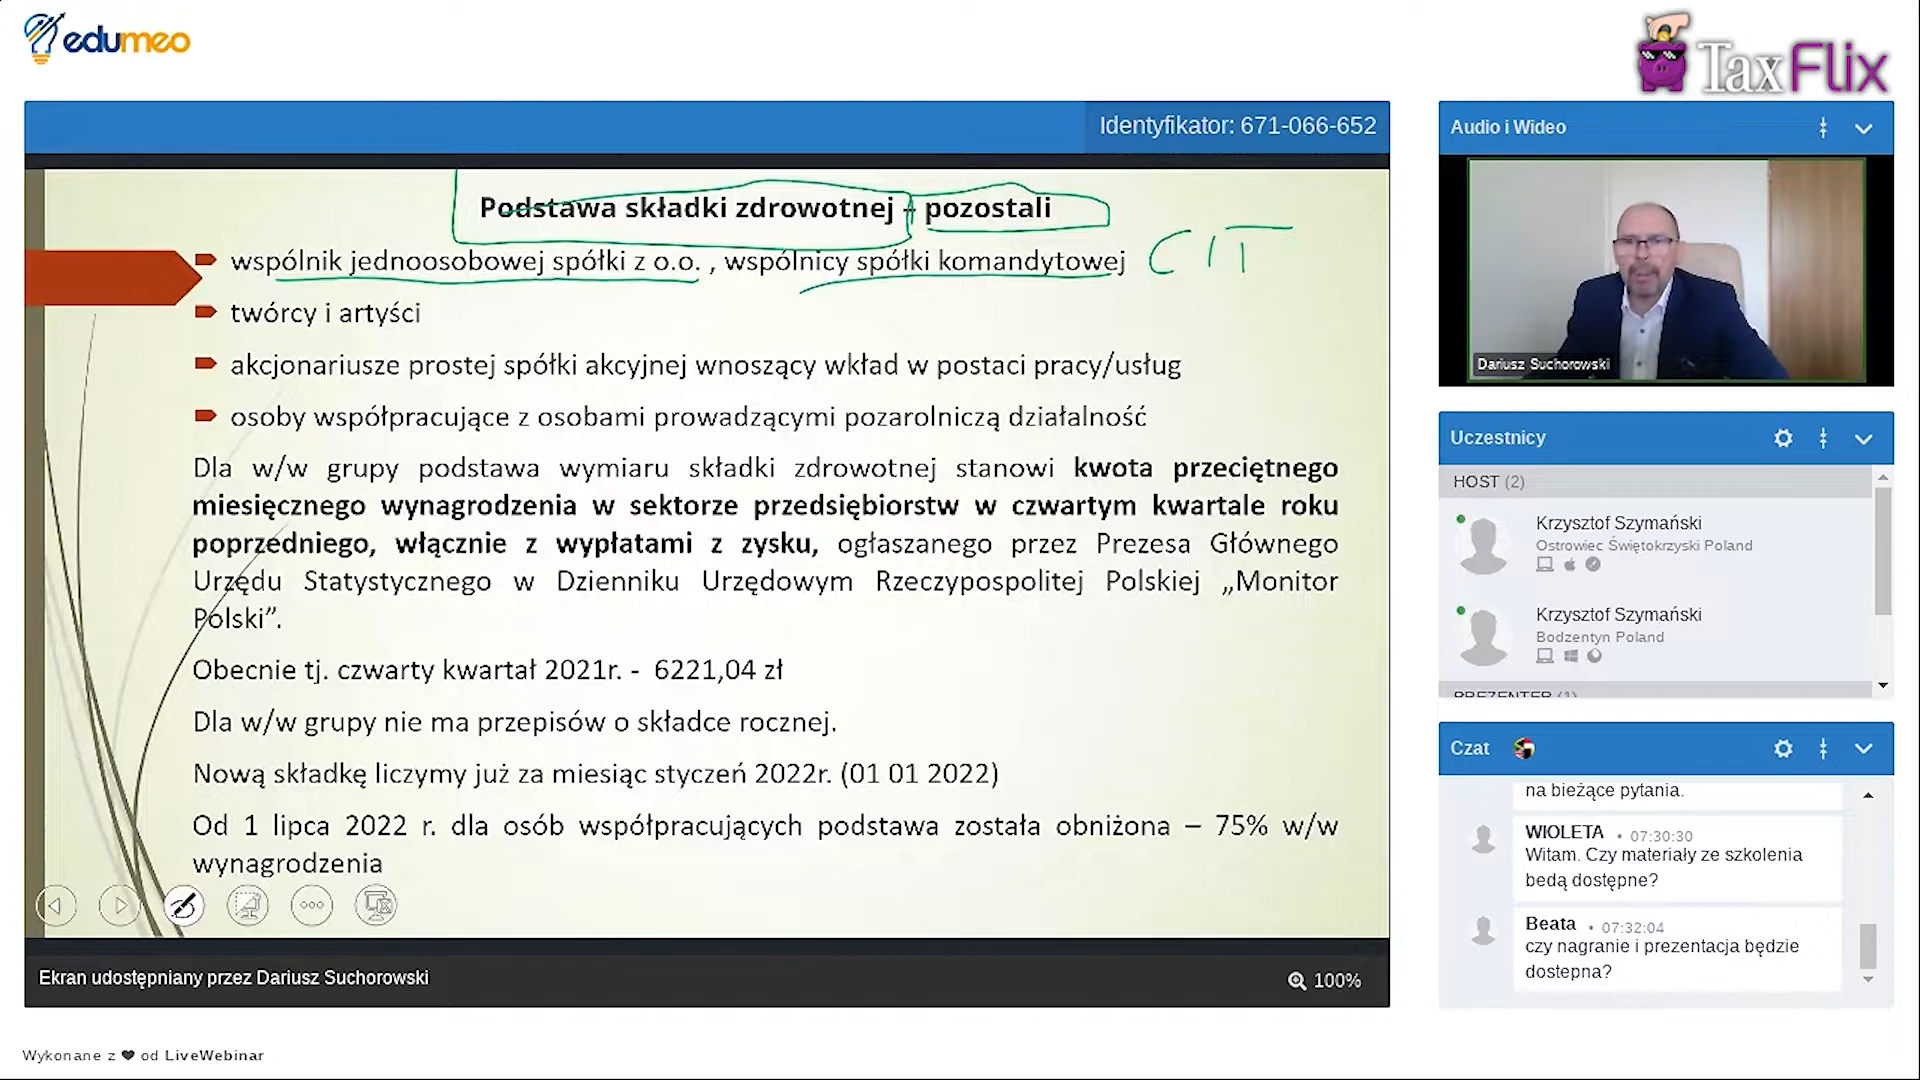 edumeo
TaxFlix
Identyfikator: 671-066-652
Podstawa składki zdrowotnej – pozostali
wspólnik jednoosobowej spółki z o.o. , wspólnicy spółki komandytowej CIT
twórcy i artyści
akcjonariusze prostej spółki akcyjnej wnoszący wkład w postaci pracy/usług
osoby współpracujące z osobami prowadzącymi pozarolniczą działalność
Dla w/w grupy podstawa wymiaru składki zdrowotnej stanowi kwota przeciętnego
miesięcznego wynagrodzenia w sektorze przedsiębiorstw w czwartym kwartale roku
poprzedniego, włącznie z wypłatami z zysku, ogłaszanego przez Prezesa Głównego
Urzędu Statystycznego w Dzienniku Urzędowym Rzeczypospolitej Polskiej „Monitor
Polski”.
Obecnie tj. czwarty kwartał 2021r. - 6221,04 zł
Dla w/w grupy nie ma przepisów o składce rocznej.
Nową składkę liczymy już za miesiąc styczeń 2022r. (01 01 2022)
Od 1 lipca 2022 r. dla osób współpracujących podstawa została obniżona – 75% w/w
wynagrodzenia
Ekran udostępniany przez Dariusz Suchorowski
100%
Audio i Wideo
Dariusz Suchorowski
Uczestnicy
HOST (2)
Krzysztof Szymański
Ostrowiec Świętokrzyski Poland
Krzysztof Szymański
Bodzentyn Poland
PREZENTER (1)
Czat
na bieżące pytania.
WIOLETA • 07:30:30
Witam. Czy materiały ze szkolenia
bedą dostępne?
Beata • 07:32:04
czy nagranie i prezentacja będzie
dostepna?
Wykonane z ❤ od LiveWebinar